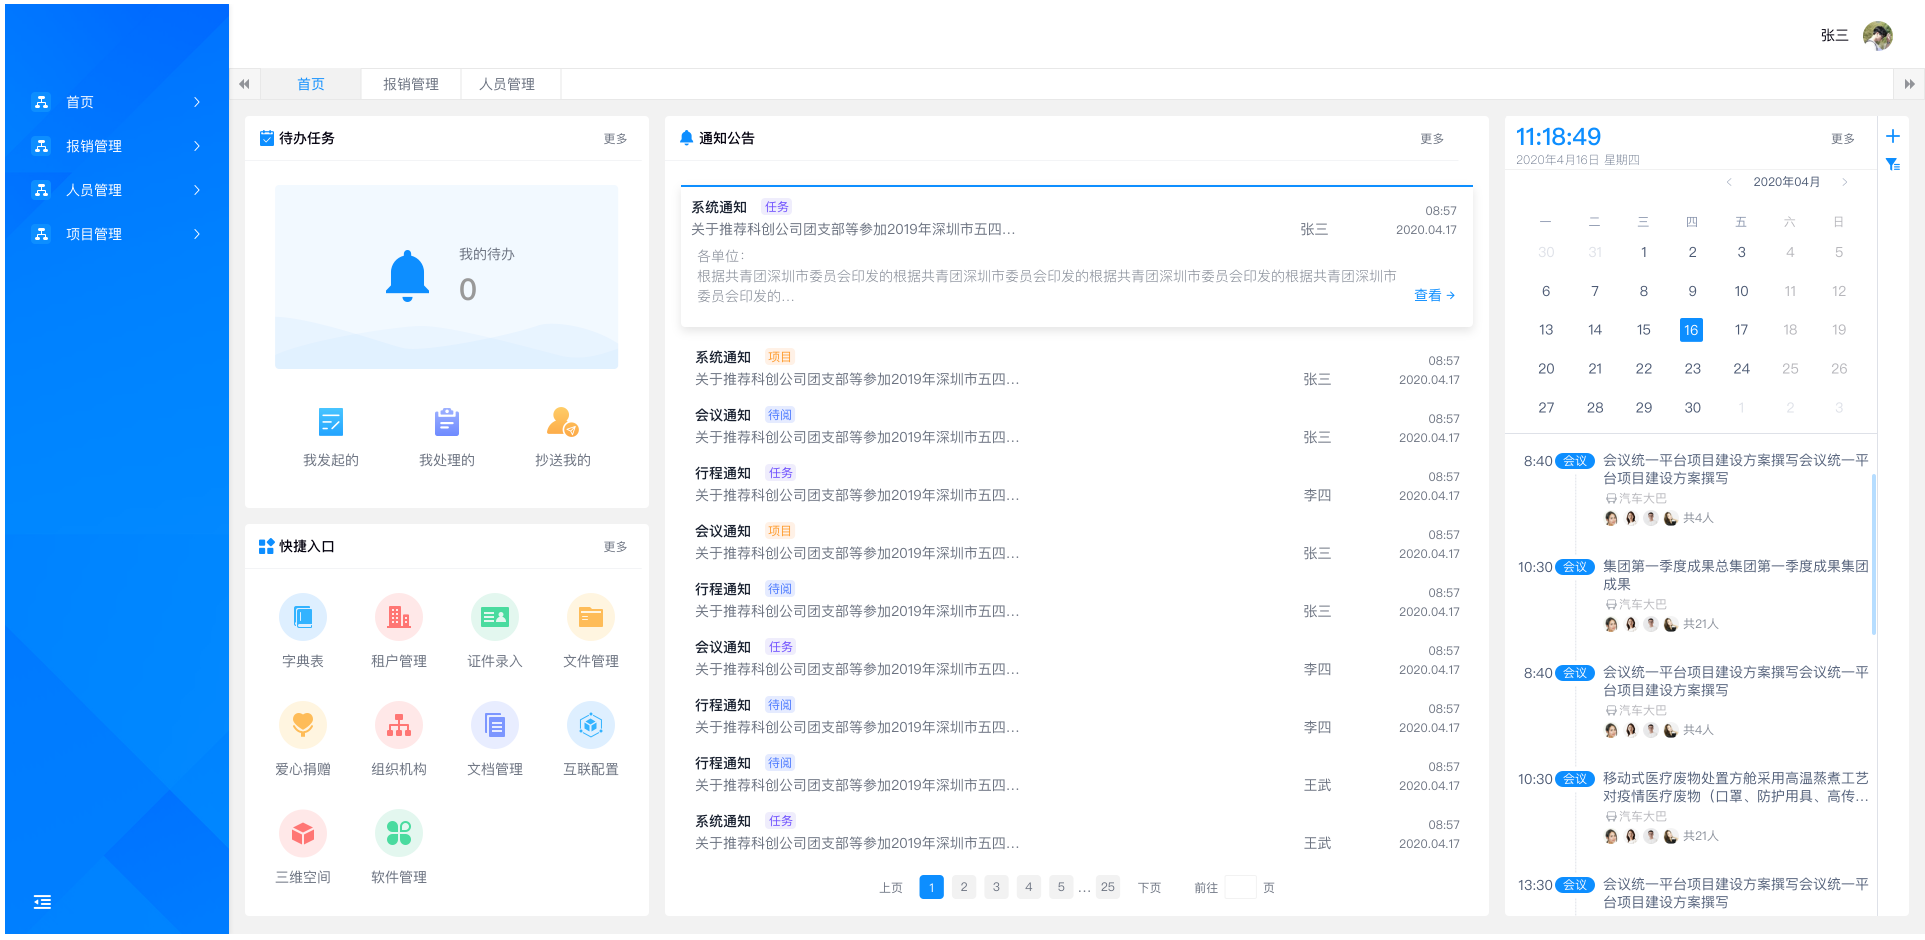 张三
首页
报销管理
人员管理
项目管理
首页
报销管理
人员管理
待办任务
更多
我的待办
0
我发起的
我处理的
抄送我的
快捷入口
更多
字典表
租户管理
证件录入
文件管理
爱心捐赠
组织机构
文档管理
互联配置
三维空间
软件管理
通知公告
更多
系统通知 任务 08:57
关于推荐科创公司团支部等参加2019年深圳市五四... 张三 2020.04.17
各单位：
根据共青团深圳市委员会印发的根据共青团深圳市委员会印发的根据共青团深圳市委员会印发的根据共青团深圳市
委员会印发的...
查看
系统通知 项目 08:57
关于推荐科创公司团支部等参加2019年深圳市五四... 张三 2020.04.17
会议通知 待阅 08:57
关于推荐科创公司团支部等参加2019年深圳市五四... 张三 2020.04.17
行程通知 任务 08:57
关于推荐科创公司团支部等参加2019年深圳市五四... 李四 2020.04.17
会议通知 项目 08:57
关于推荐科创公司团支部等参加2019年深圳市五四... 张三 2020.04.17
行程通知 待阅 08:57
关于推荐科创公司团支部等参加2019年深圳市五四... 张三 2020.04.17
会议通知 任务 08:57
关于推荐科创公司团支部等参加2019年深圳市五四... 李四 2020.04.17
行程通知 待阅 08:57
关于推荐科创公司团支部等参加2019年深圳市五四... 李四 2020.04.17
行程通知 待阅 08:57
关于推荐科创公司团支部等参加2019年深圳市五四... 王武 2020.04.17
系统通知 任务 08:57
关于推荐科创公司团支部等参加2019年深圳市五四... 王武 2020.04.17
上页 1 2 3 4 5 ... 25 下页 前往 页
11:18:49
更多
2020年4月16日 星期四
2020年04月
一 二 三 四 五 六 日
30 31 1 2 3 4 5
6 7 8 9 10 11 12
13 14 15 16 17 18 19
20 21 22 23 24 25 26
27 28 29 30 1 2 3
8:40 会议 会议统一平台项目建设方案撰写会议统一平
台项目建设方案撰写
汽车大巴
共4人
10:30 会议 集团第一季度成果总集团第一季度成果集团
成果
汽车大巴
共21人
8:40 会议 会议统一平台项目建设方案撰写会议统一平
台项目建设方案撰写
汽车大巴
共4人
10:30 会议 移动式医疗废物处置方舱采用高温蒸煮工艺
对疫情医疗废物（口罩、防护用具、高传...
汽车大巴
共21人
13:30 会议 会议统一平台项目建设方案撰写会议统一平
台项目建设方案撰写